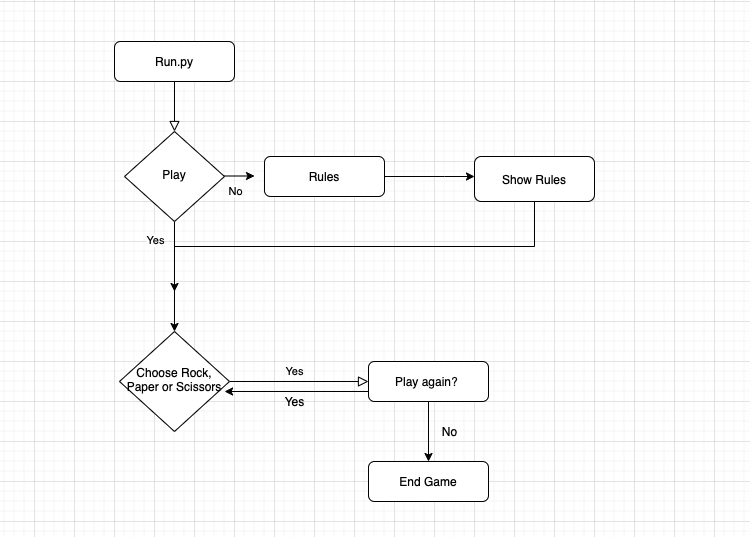 Run.py
Play
No
Rules
Show Rules
Yes
Choose Rock,
Paper or Scissors
Yes
Yes
Play again?
No
End Game